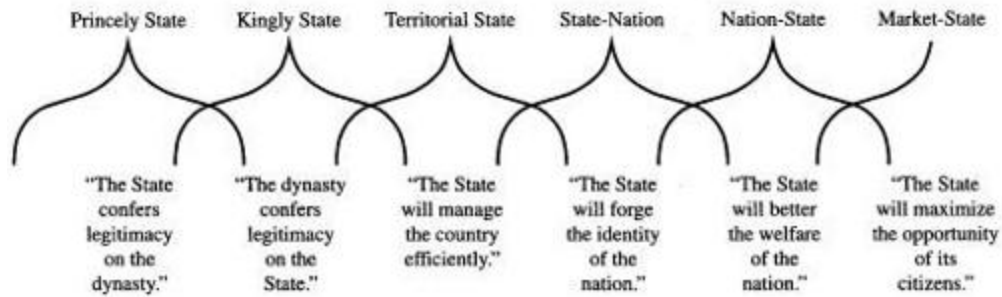 Princely State Kingly State Territorial State State-Nation Nation-State Market-State
“The State
confers
legitimacy
on the
dynasty.”
“The dynasty
confers
legitimacy
on the
State.”
“The State
will manage
the country
efficiently.”
“The State
will forge
the identity
of the
nation.”
“The State
will better
the welfare
of the
nation.”
“The State
will maximize
the opportunity
of its
citizens.”